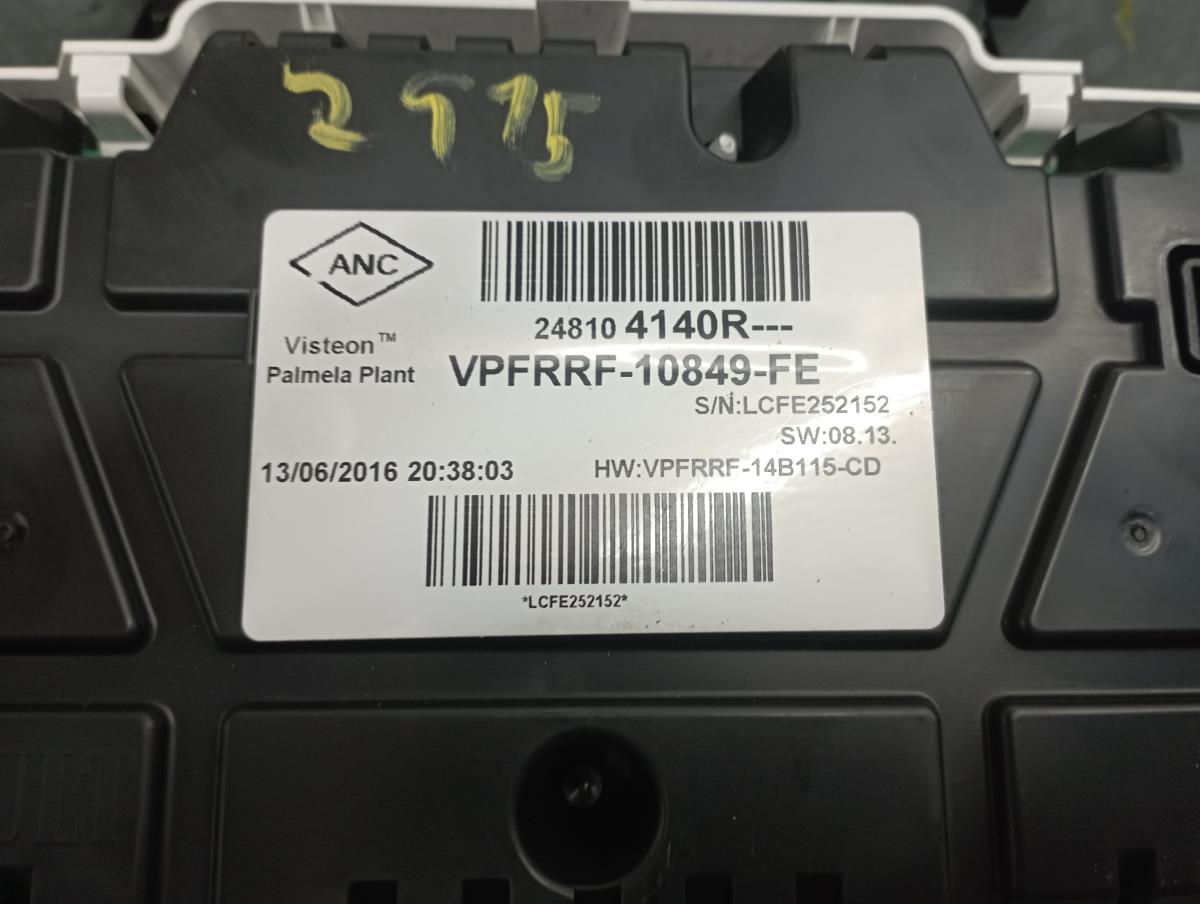 ANC
Visteon™
Palmela Plant
24810 4140R---
VPFRRF-10849-FE
S/N:LCFE252152
SW:08.13.
13/06/2016 20:38:03
HW:VPFRRF-14B115-CD
*LCFE252152*